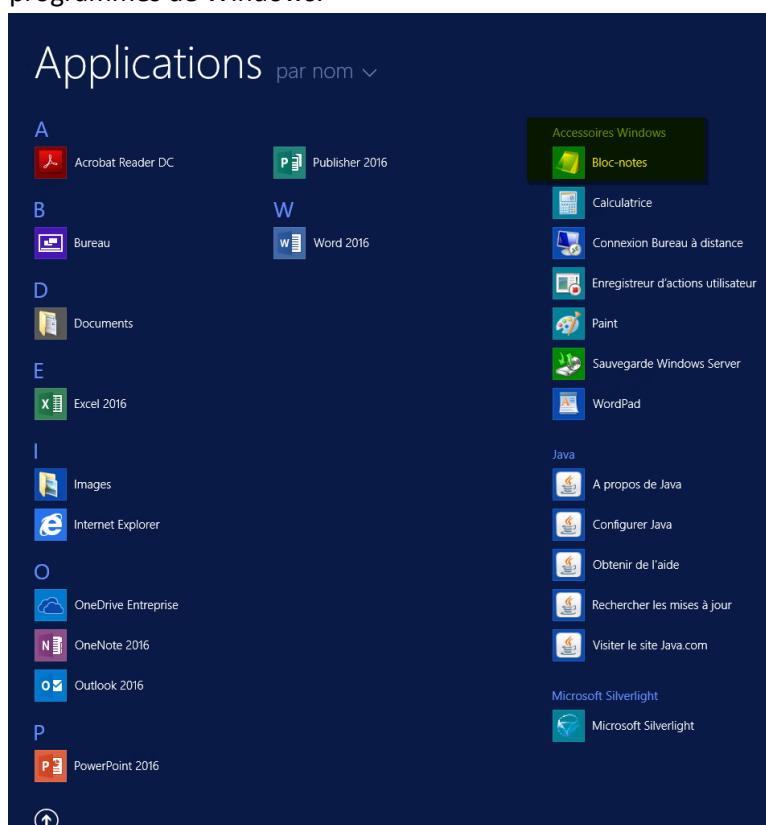 programmes de Windows.
Applications par nom
A
Acrobat Reader DC
B
Bureau
D
Documents
E
Excel 2016
I
Images
Internet Explorer
O
OneDrive Entreprise
OneNote 2016
Outlook 2016
P
PowerPoint 2016
Publisher 2016
W
Word 2016
Accessoires Windows
Bloc-notes
Calculatrice
Connexion Bureau à distance
Enregistreur d'actions utilisateur
Paint
Sauvegarde Windows Server
WordPad
Java
A propos de Java
Configurer Java
Obtenir de l'aide
Rechercher les mises à jour
Visiter le site Java.com
Microsoft Silverlight
Microsoft Silverlight